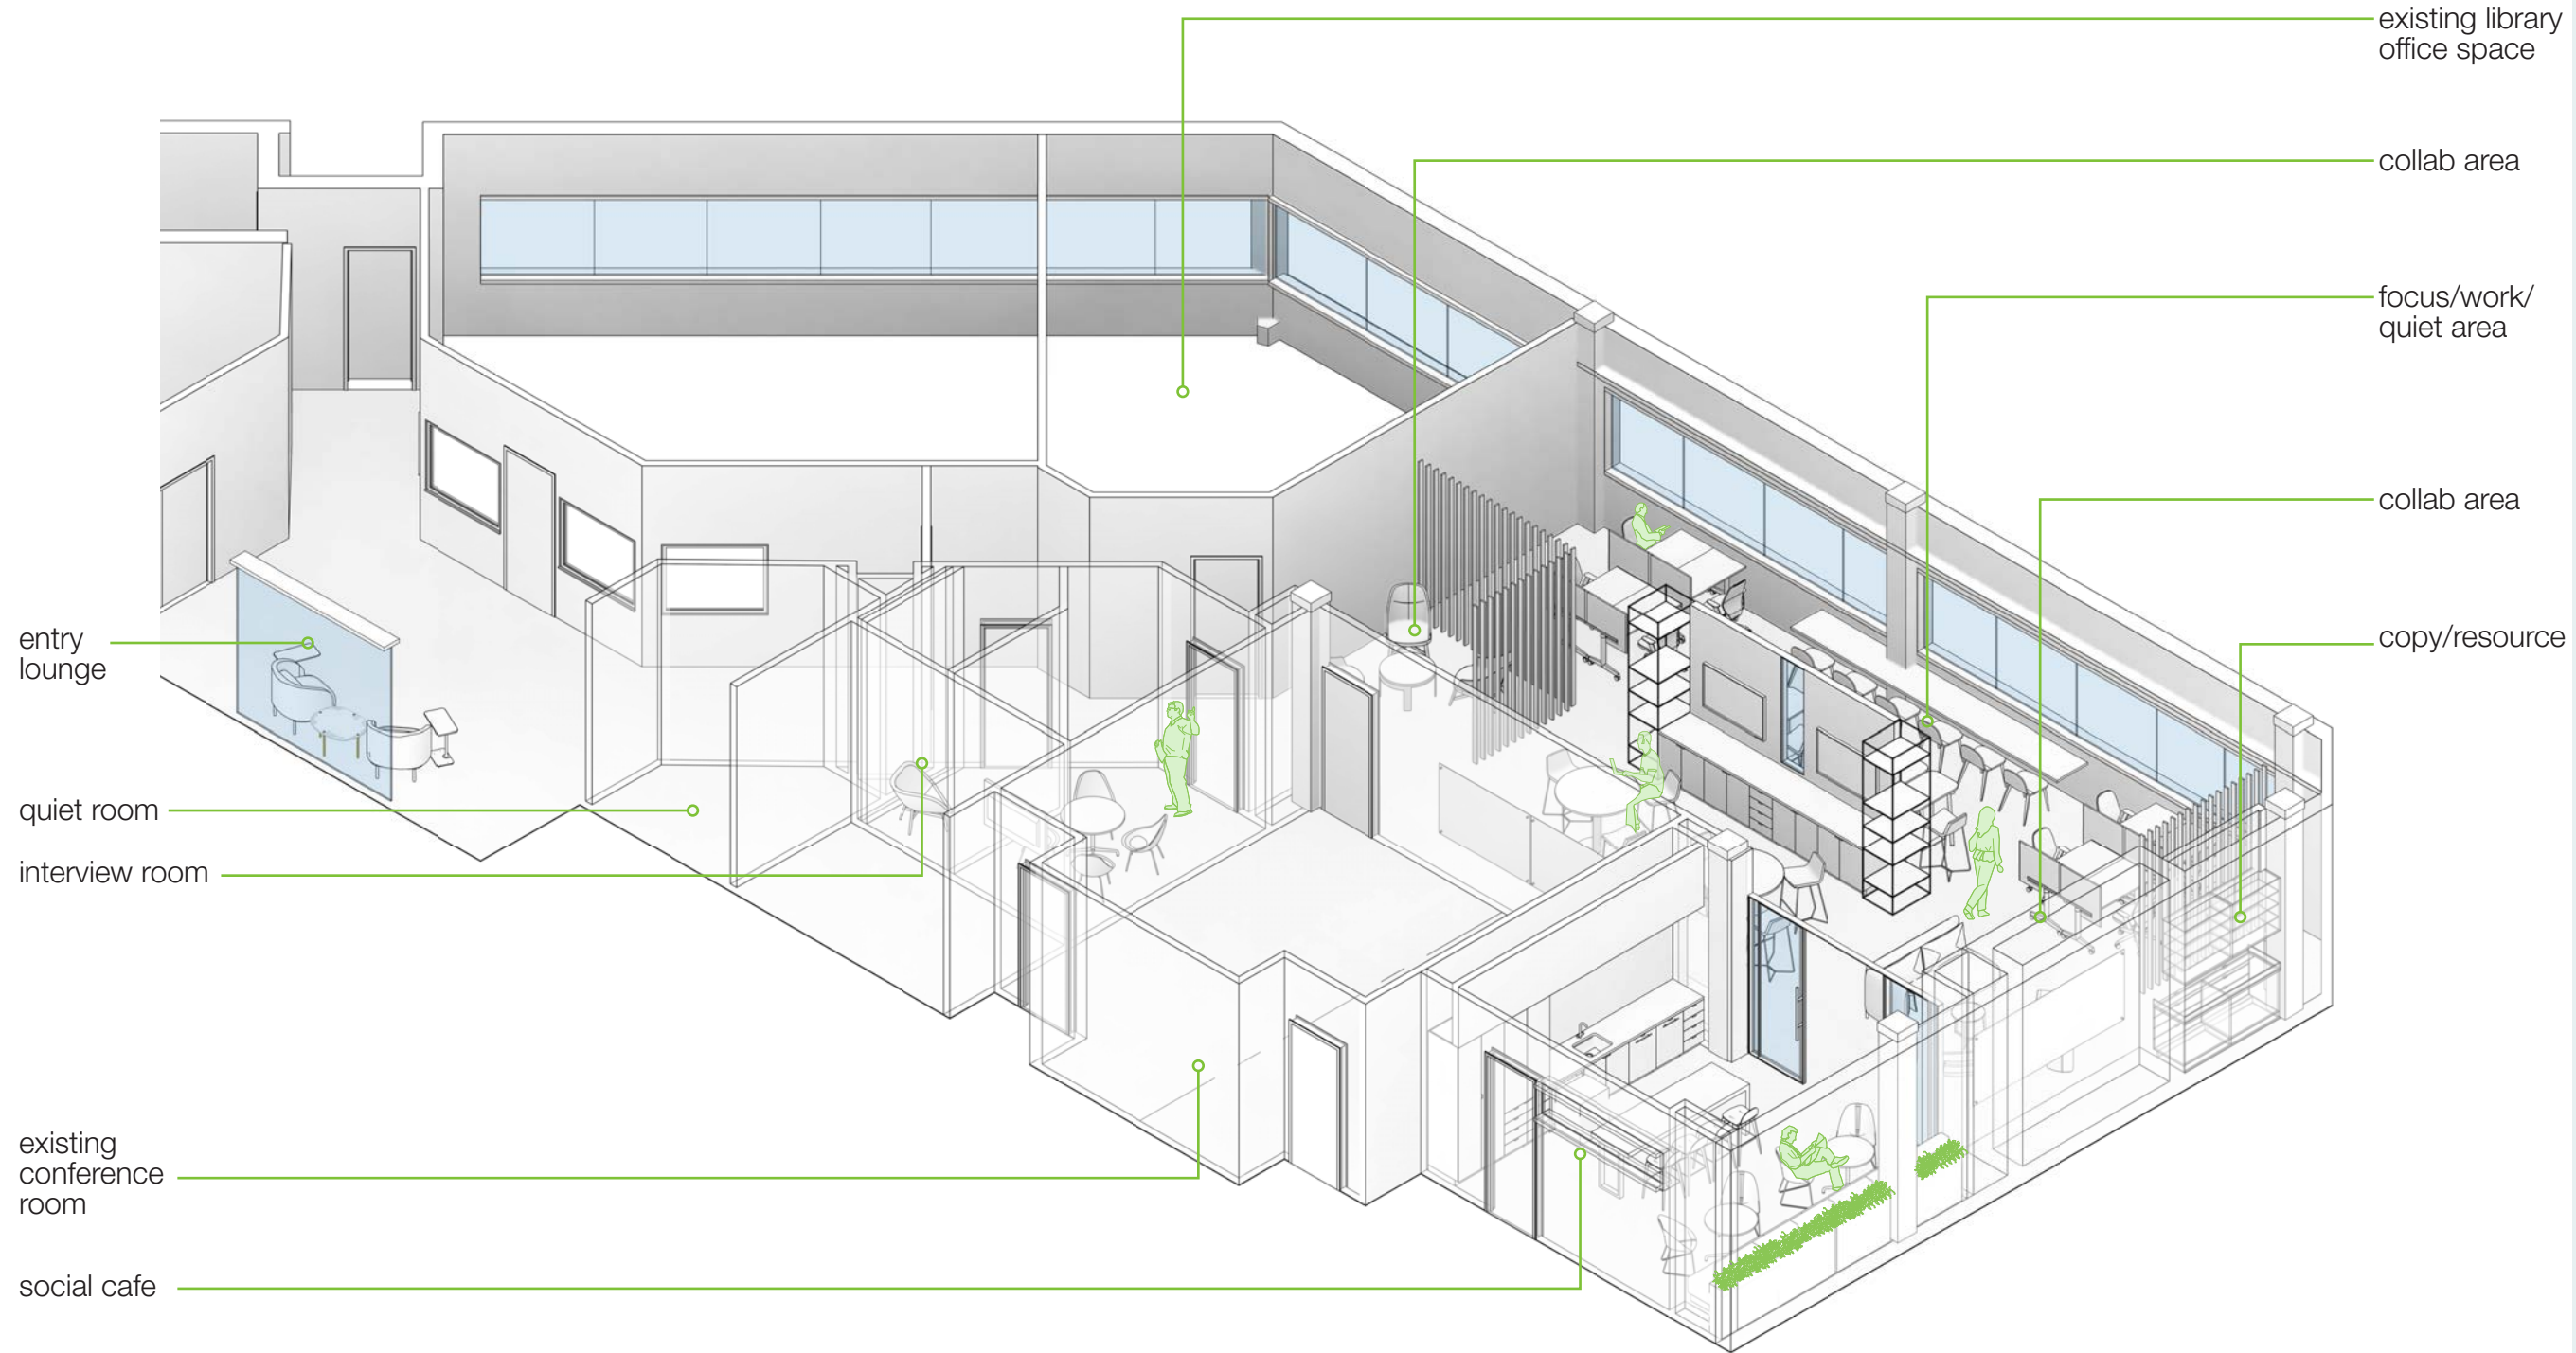 existing library
office space
collab area
focus/work/
quiet area
collab area
copy/resource
entry
lounge
quiet room
interview room
existing
conference
room
social cafe